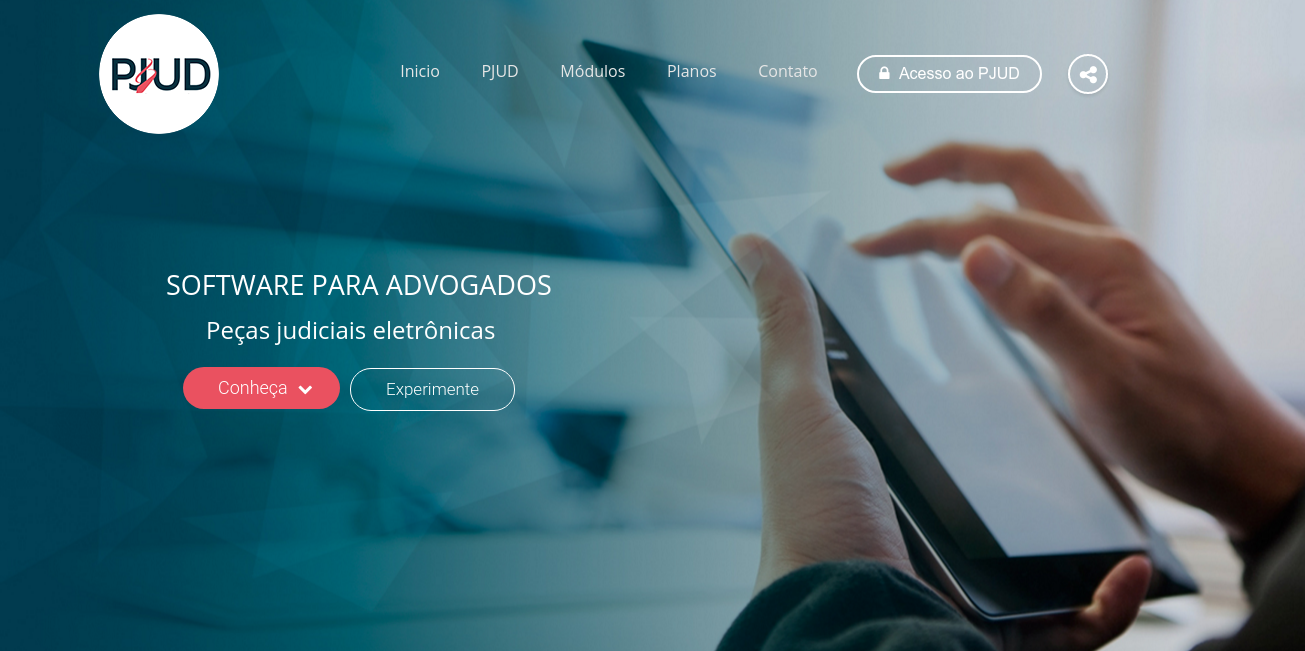 PJUD
Inicio PJUD Módulos Planos Contato Acesso ao PJUD
SOFTWARE PARA ADVOGADOS
Peças judiciais eletrônicas
Conheça Experimente